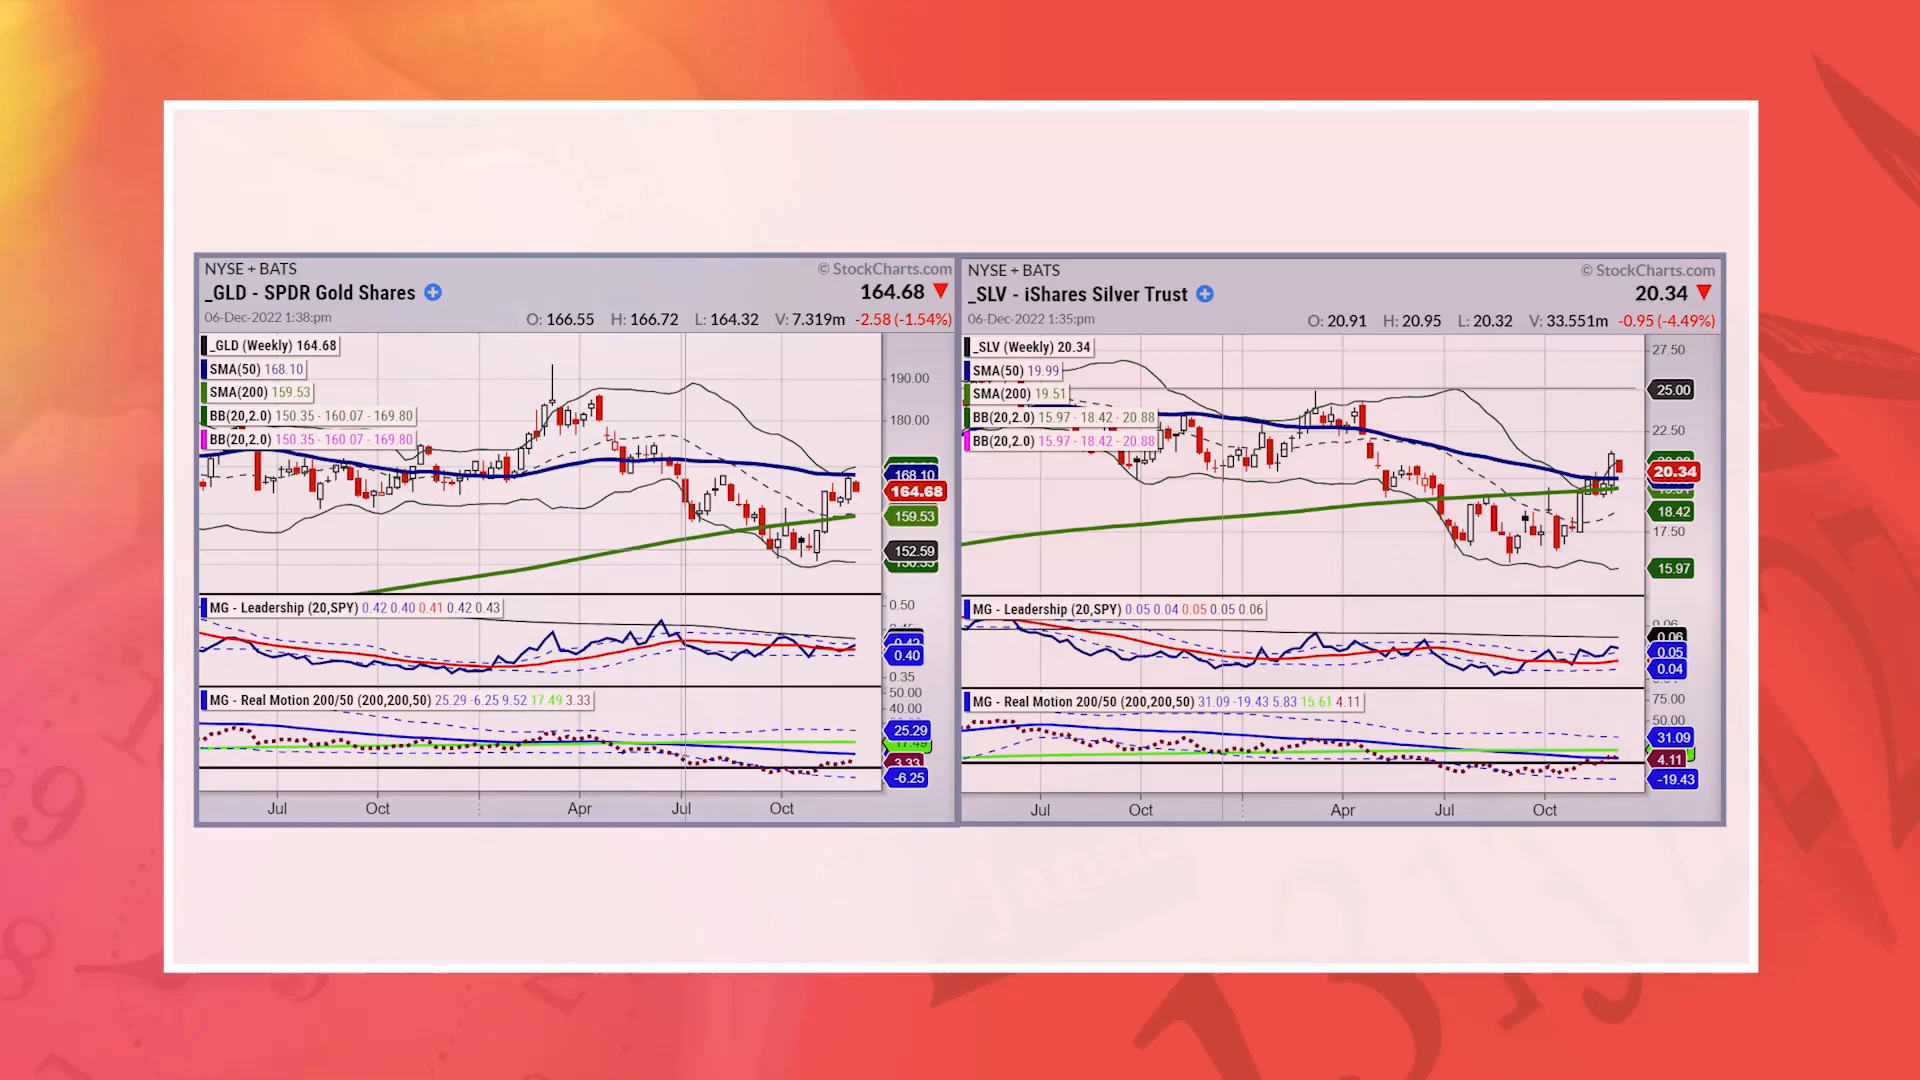 NYSE + BATS
© StockCharts.com
_GLD - SPDR Gold Shares
164.68
06-Dec-2022 1:38:pm
O: 166.55 H: 166.72 L: 164.32 V: 7.319m -2.58 (-1.54%)
_GLD (Weekly) 164.68
SMA(50) 168.10
SMA(200) 159.53
BB(20,2.0) 150.35 - 160.07 - 169.80
BB(20,2.0) 150.35 - 160.07 - 169.80
190.00
180.00
168.10
164.68
159.53
152.59
MG - Leadership (20,SPY) 0.42 0.40 0.41 0.42 0.43
0.50
0.42
0.40
0.35
MG - Real Motion 200/50 (200,200,50) 25.29 -6.25 9.52 17.49 3.33
50.00
40.00
25.29
17.49
3.33
-6.25
Jul Oct Apr Jul Oct
NYSE + BATS
© StockCharts.com
_SLV - iShares Silver Trust
20.34
06-Dec-2022 1:35:pm
O: 20.91 H: 20.95 L: 20.32 V: 33.551m -0.95 (-4.49%)
_SLV (Weekly) 20.34
SMA(50) 19.99
SMA(200) 19.51
BB(20,2.0) 15.97 - 18.42 - 20.88
BB(20,2.0) 15.97 - 18.42 - 20.88
27.50
25.00
22.50
20.34
18.42
17.50
15.97
MG - Leadership (20,SPY) 0.05 0.04 0.05 0.05 0.06
0.06
0.06
0.05
0.04
MG - Real Motion 200/50 (200,200,50) 31.09 -19.43 5.83 15.61 4.11
75.00
50.00
31.09
4.11
-19.43
Jul Oct Apr Jul Oct